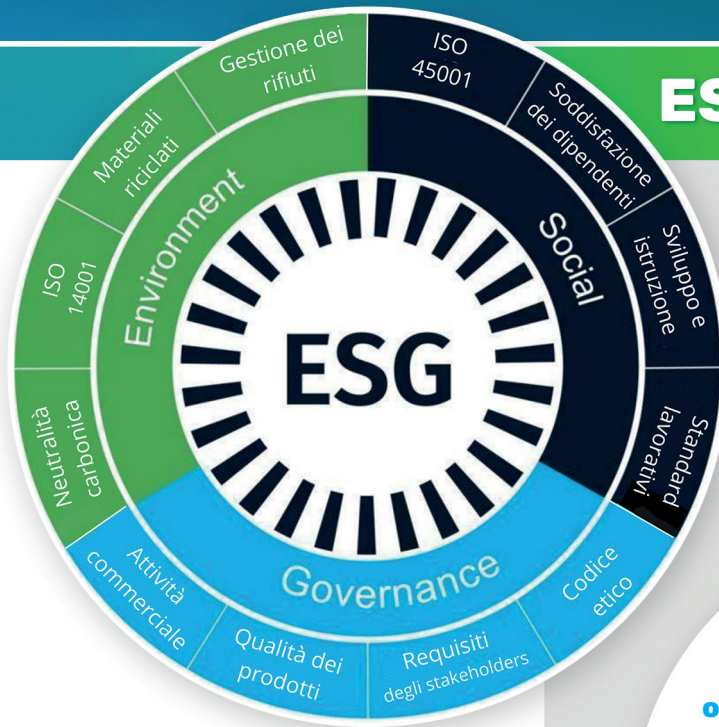 ES
Gestione dei
rifiuti
ISO
45001
Materiali
riciclati
Soddisfazione
dei dipendenti
Environment
Social
Sviluppo e
istruzione
ISO
14001
ESG
Neutralità
carbonica
Standard
lavorativi
Attività
commerciale
Governance
Codice
etico
Qualità dei
prodotti
Requisiti
degli stakeholders